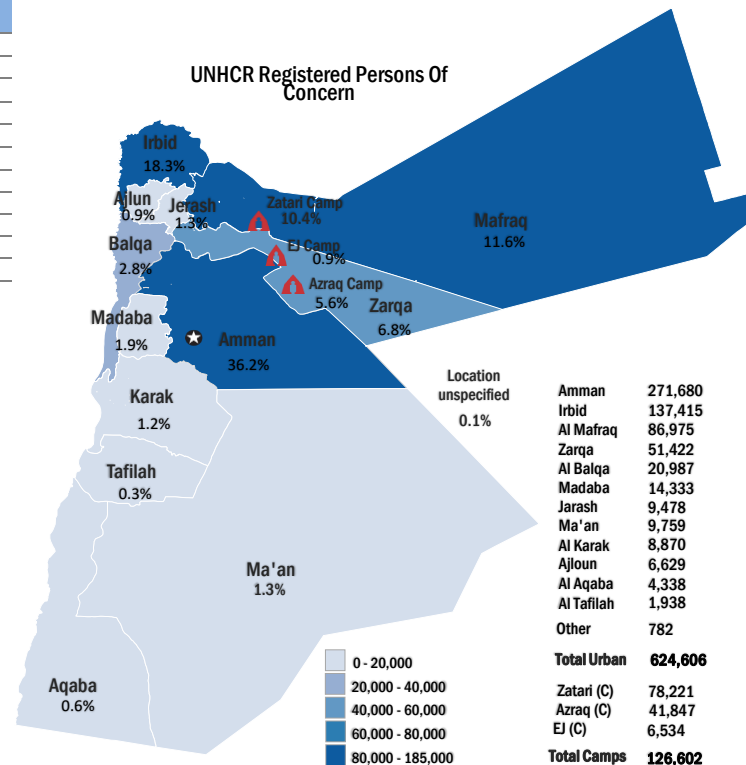 UNHCR Registered Persons Of
Concern
Irbid
18.3%
Ajlun
0.9%
Jerash
1.3%
Zatari Camp
10.4%
Mafraq
11.6%
Balqa
2.8%
EJ Camp
0.9%
Azraq Camp
5.6%
Zarqa
6.8%
Madaba
1.9%
Amman
36.2%
Location
unspecified
0.1%
Karak
1.2%
Tafilah
0.3%
Ma'an
1.3%
Aqaba
0.6%
0 - 20,000
20,000 - 40,000
40,000 - 60,000
60,000 - 80,000
80,000 - 185,000
Amman 271,680
Irbid 137,415
Al Mafraq 86,975
Zarqa 51,422
Al Balqa 20,987
Madaba 14,333
Jarash 9,478
Ma'an 9,759
Al Karak 8,870
Ajloun 6,629
Al Aqaba 4,338
Al Tafilah 1,938
Other 782
Total Urban 624,606
Zatari (C) 78,221
Azraq (C) 41,847
EJ (C) 6,534
Total Camps 126,602